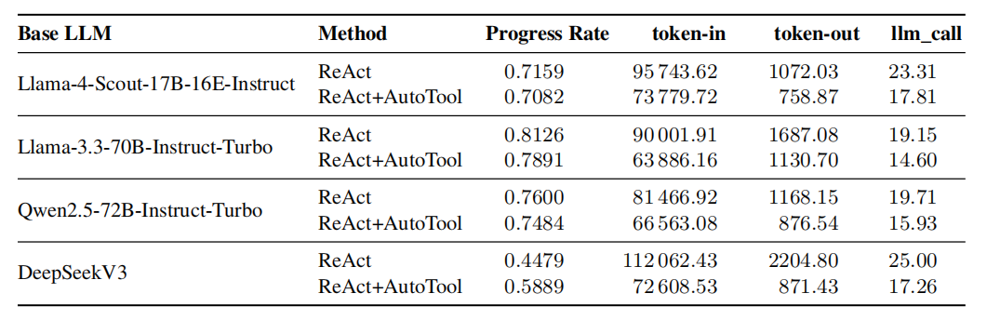 Base LLM Method Progress Rate token-in token-out llm_call
Llama-4-Scout-17B-16E-Instruct
ReAct 0.7159 95 743.62 1072.03 23.31
ReAct+AutoTool 0.7082 73 779.72 758.87 17.81
Llama-3.3-70B-Instruct-Turbo
ReAct 0.8126 90 001.91 1687.08 19.15
ReAct+AutoTool 0.7891 63 886.16 1130.70 14.60
Qwen2.5-72B-Instruct-Turbo
ReAct 0.7600 81 466.92 1168.15 19.71
ReAct+AutoTool 0.7484 66 563.08 876.54 15.93
DeepSeekV3
ReAct 0.4479 112 062.43 2204.80 25.00
ReAct+AutoTool 0.5889 72 608.53 871.43 17.26